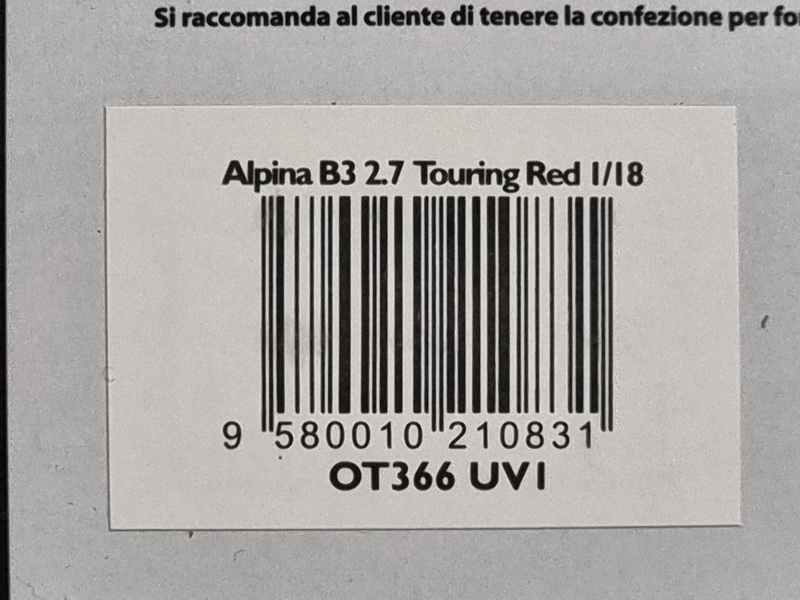 Si raccomanda al cliente di tenere la confezione per
Alpina B3 2.7 Touring Red 1/18
9 580010 210831
OT366 UV1